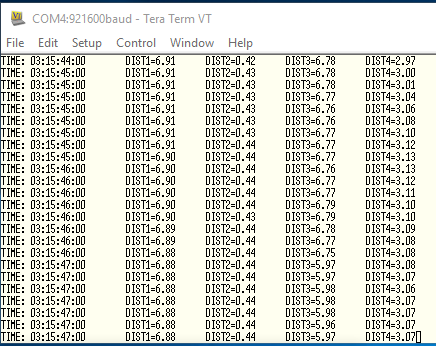 COM4:921600baud - Tera Term VT
File Edit Setup Control Window Help
TIME: 03:15:44:00 DIST1=6.91 DIST2=0.42 DIST3=6.78 DIST4=2.97
TIME: 03:15:45:00 DIST1=6.91 DIST2=0.43 DIST3=6.78 DIST4=3.00
TIME: 03:15:45:00 DIST1=6.91 DIST2=0.43 DIST3=6.78 DIST4=3.01
TIME: 03:15:45:00 DIST1=6.91 DIST2=0.43 DIST3=6.77 DIST4=3.04
TIME: 03:15:45:00 DIST1=6.91 DIST2=0.43 DIST3=6.76 DIST4=3.06
TIME: 03:15:45:00 DIST1=6.91 DIST2=0.43 DIST3=6.76 DIST4=3.08
TIME: 03:15:45:00 DIST1=6.91 DIST2=0.43 DIST3=6.77 DIST4=3.10
TIME: 03:15:45:00 DIST1=6.91 DIST2=0.44 DIST3=6.77 DIST4=3.12
TIME: 03:15:46:00 DIST1=6.90 DIST2=0.44 DIST3=6.77 DIST4=3.13
TIME: 03:15:46:00 DIST1=6.90 DIST2=0.44 DIST3=6.76 DIST4=3.13
TIME: 03:15:46:00 DIST1=6.90 DIST2=0.44 DIST3=6.77 DIST4=3.12
TIME: 03:15:46:00 DIST1=6.90 DIST2=0.44 DIST3=6.77 DIST4=3.11
TIME: 03:15:46:00 DIST1=6.90 DIST2=0.44 DIST3=6.79 DIST4=3.10
TIME: 03:15:46:00 DIST1=6.90 DIST2=0.43 DIST3=6.79 DIST4=3.10
TIME: 03:15:46:00 DIST1=6.89 DIST2=0.43 DIST3=6.78 DIST4=3.09
TIME: 03:15:46:00 DIST1=6.89 DIST2=0.44 DIST3=6.77 DIST4=3.08
TIME: 03:15:46:00 DIST1=6.88 DIST2=0.44 DIST3=6.75 DIST4=3.08
TIME: 03:15:47:00 DIST1=6.88 DIST2=0.44 DIST3=5.97 DIST4=3.08
TIME: 03:15:47:00 DIST1=6.88 DIST2=0.44 DIST3=5.97 DIST4=3.07
TIME: 03:15:47:00 DIST1=6.88 DIST2=0.44 DIST3=5.98 DIST4=3.06
TIME: 03:15:47:00 DIST1=6.88 DIST2=0.44 DIST3=5.98 DIST4=3.07
TIME: 03:15:47:00 DIST1=6.88 DIST2=0.44 DIST3=5.96 DIST4=3.07
TIME: 03:15:47:00 DIST1=6.88 DIST2=0.44 DIST3=5.97 DIST4=3.07